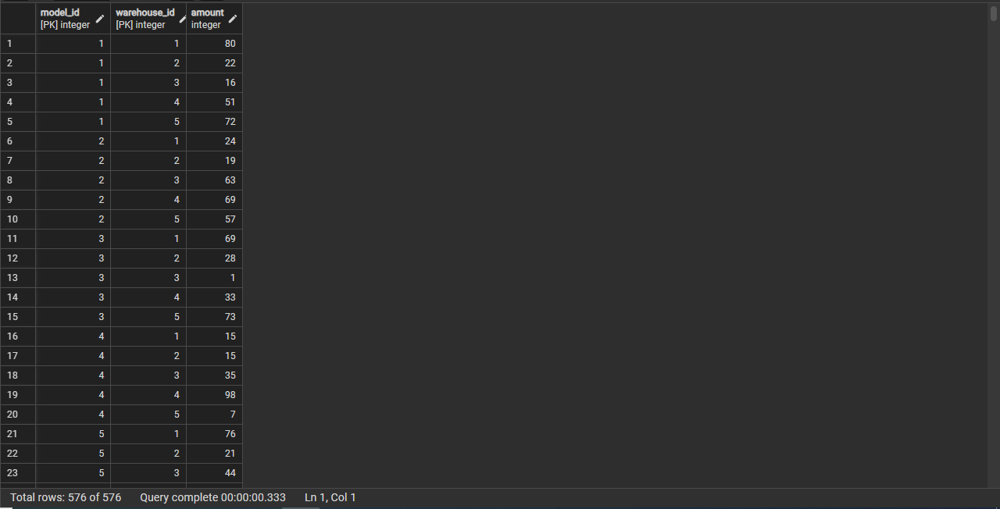 model_id warehouse_id amount
[PK] integer [PK] integer integer
1 1 1 80
2 1 2 22
3 1 3 16
4 1 4 51
5 1 5 72
6 2 1 24
7 2 2 19
8 2 3 63
9 2 4 69
10 2 5 57
11 3 1 69
12 3 2 28
13 3 3 1
14 3 4 33
15 3 5 73
16 4 1 15
17 4 2 15
18 4 3 35
19 4 4 98
20 4 5 7
21 5 1 76
22 5 2 21
23 5 3 44
Total rows: 576 of 576 Query complete 00:00:00.333 Ln 1, Col 1